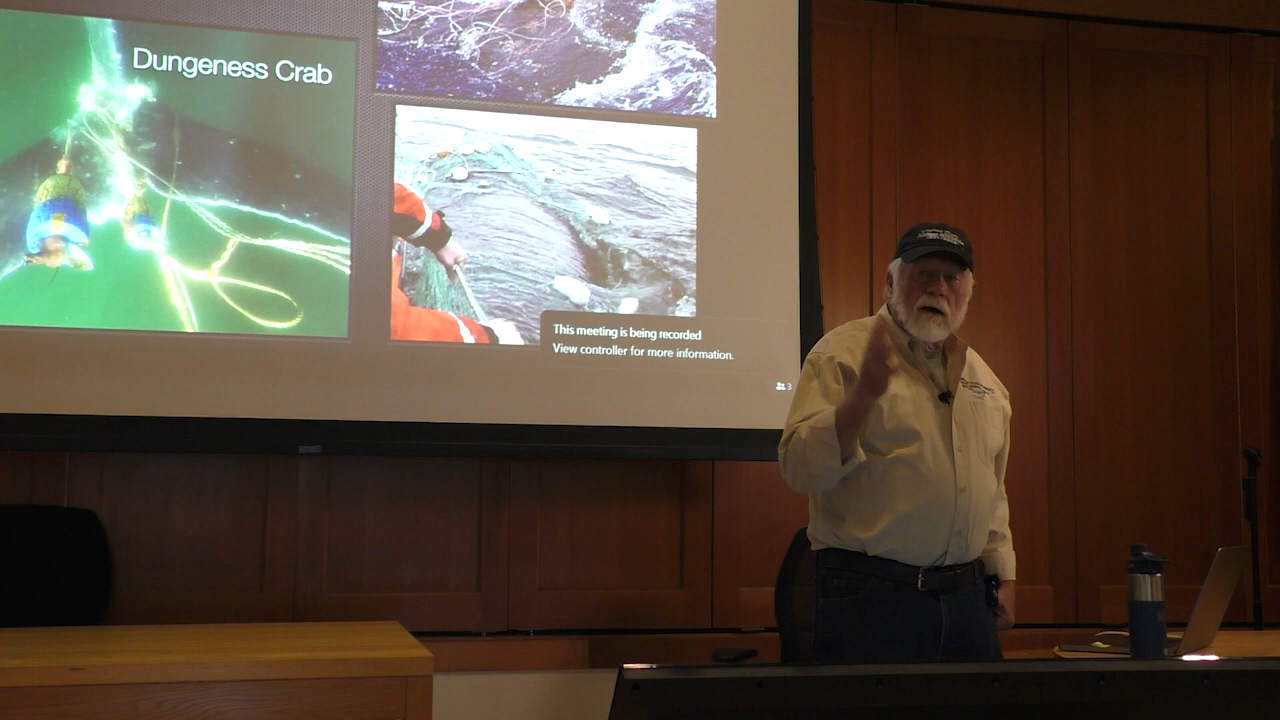 Dungeness Crab
This meeting is being recorded
View controller for more information.
3